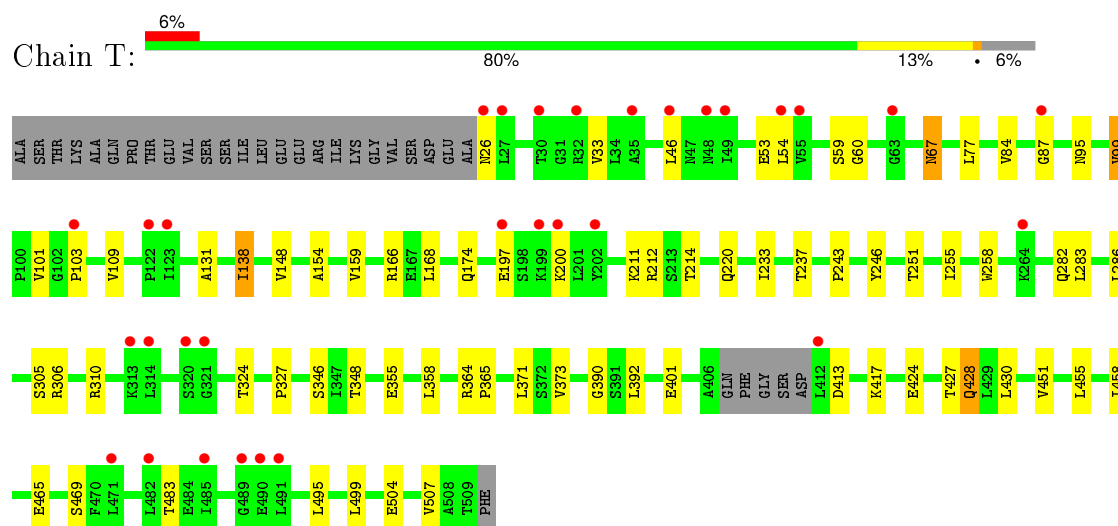 6%
Chain T:
80% 13% • 6%
ALA SER THR LYS ALA GLN PRO THR GLU VAL SER SER ILE LEU GLU GLU ARG ILE LYS GLY VAL SER ASP GLU ALA N26 L27 T30 G31 R32 V33 L34 A35 L46 N47 N48 I49 E53 L54 V55 S59 G60 G63 N67 L77 V84 G87 N95
P100 V101 G102 P103 V109 P122 I123 A131 I138 V148 A154 V159 R166 E167 L168 Q174 E197 S198 K199 K200 L201 Y202 K211 R212 S213 T214 Q220 I233 T237 P243 Y246 T251 I255 W258 K264 Q282 L283
S305 R306 R310 K313 L314 S320 G321 T324 P327 S346 I347 T348 E355 L358 R364 P365 L371 S372 V373 G390 S391 L392 E401 A406 GLN PHE GLY SER ASP L412 D413 K417 E424 T427 Q428 L429 L430 V451 L455
E465 S469 F470 L471 L482 T483 E484 I485 G489 E490 L491 L495 L499 E504 V507 A508 T509 PHE